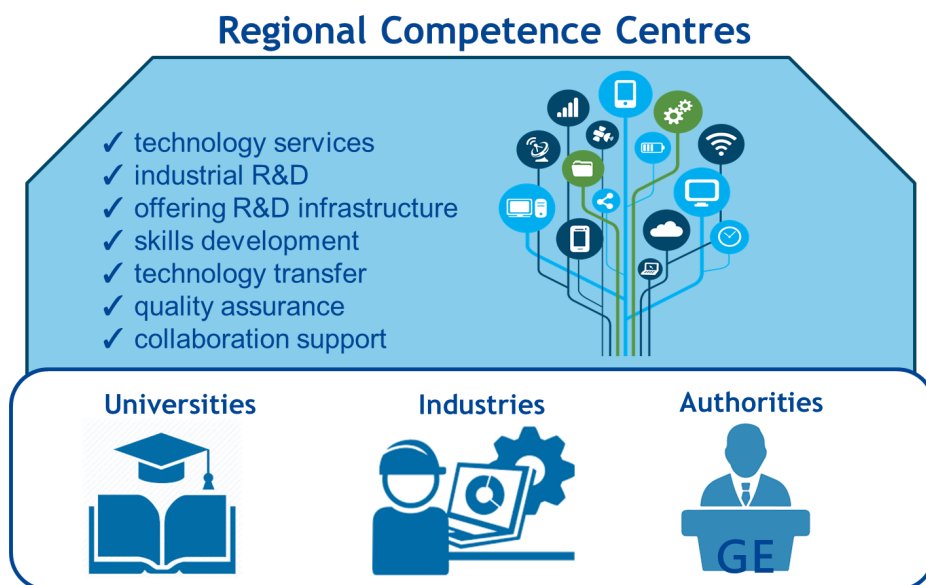 Regional Competence Centres
✓ technology services
✓ industrial R&D
✓ offering R&D infrastructure
✓ skills development
✓ technology transfer
✓ quality assurance
✓ collaboration support
Universities
Industries
Authorities
GE